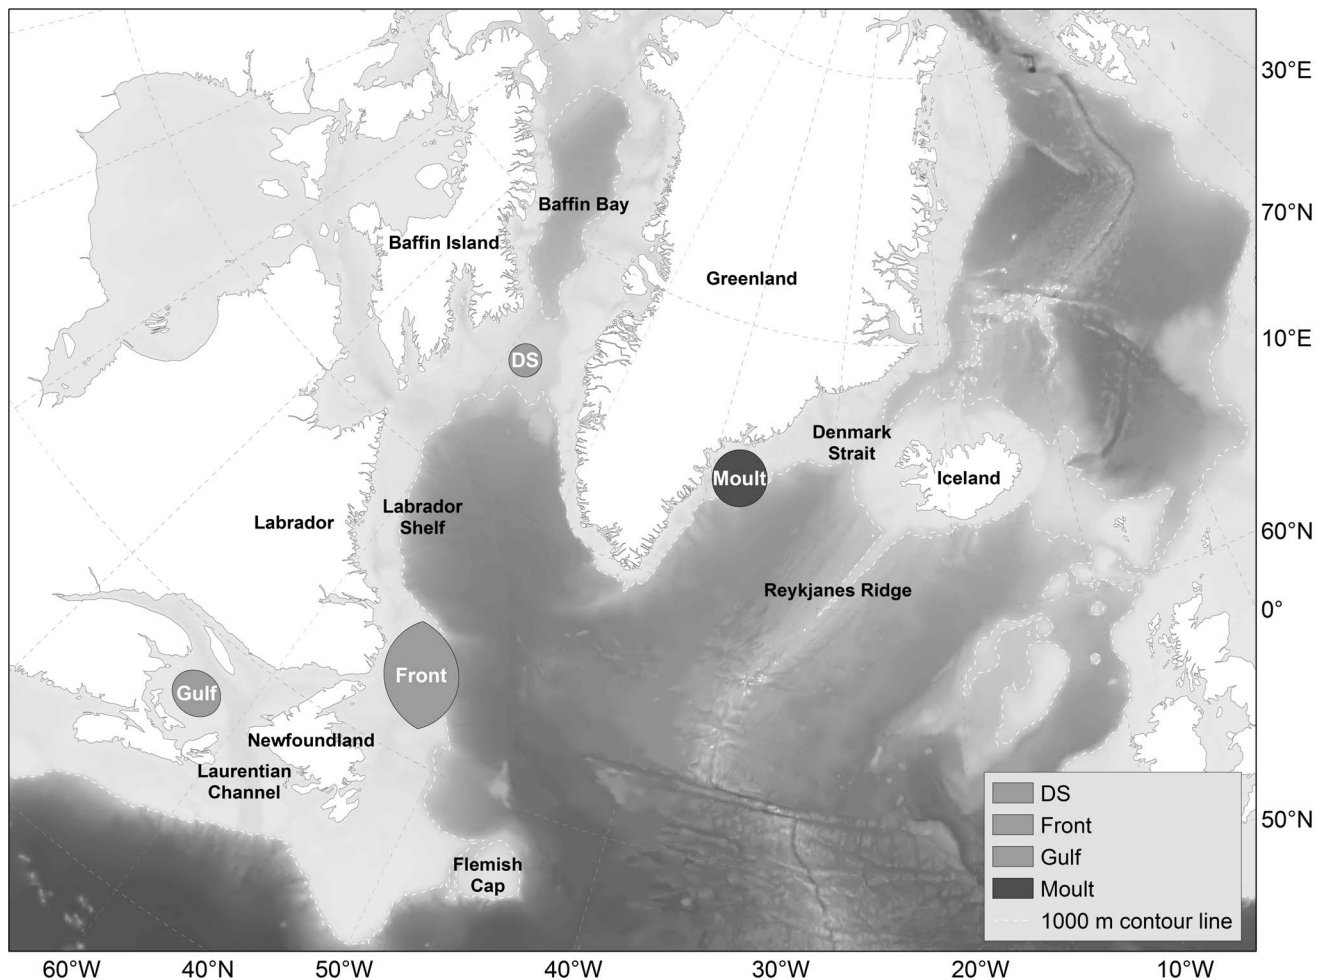 30°E
70°N
10°E
60°N
0°
50°N
Baffin Bay
Baffin Island
Greenland
DS
Denmark
Strait
Moult
Iceland
Labrador
Shelf
Labrador
Reykjanes Ridge
Front
Gulf
Newfoundland
Laurentian
Channel
Flemish
Cap
DS
Front
Gulf
Moult
1000 m contour line
60°W
40°N
50°W
40°W
30°W
20°W
10°W